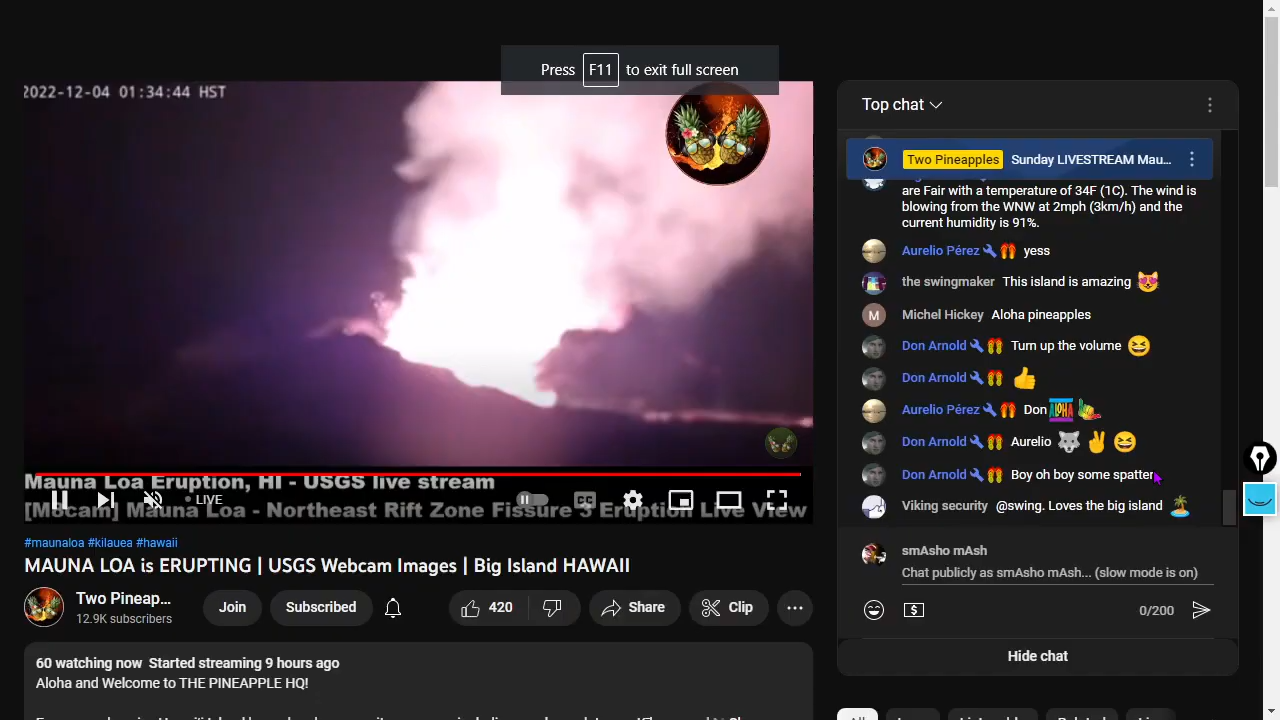 Press F11 to exit full screen
2022-12-04 01:34:44 HST
Mauna Loa Eruption, HI - USGS live stream
LIVE
CC
[Mocam] Mauna Loa - Northeast Rift Zone Fissure 3 Eruption Live View
#maunaloa #kilauea #hawaii
MAUNA LOA is ERUPTING | USGS Webcam Images | Big Island HAWAII
Two Pineap...
12.9K subscribers
Join
Subscribed
420
Share
Clip
60 watching now Started streaming 9 hours ago
Aloha and Welcome to THE PINEAPPLE HQ!
Top chat
Two Pineapples Sunday LIVESTREAM Mau...
are Fair with a temperature of 34F (1C). The wind is
blowing from the WNW at 2mph (3km/h) and the
current humidity is 91%.
Aurelio Pérez yess
the swingmaker This island is amazing
M Michel Hickey Aloha pineapples
Don Arnold Turn up the volume
Don Arnold
Aurelio Pérez Don ALOHA
Don Arnold Aurelio
Don Arnold Boy oh boy some spatter
Viking security @swing. Loves the big island
smAsho mAsh
Chat publicly as smAsho mAsh... (slow mode is on)
0/200
Hide chat
All